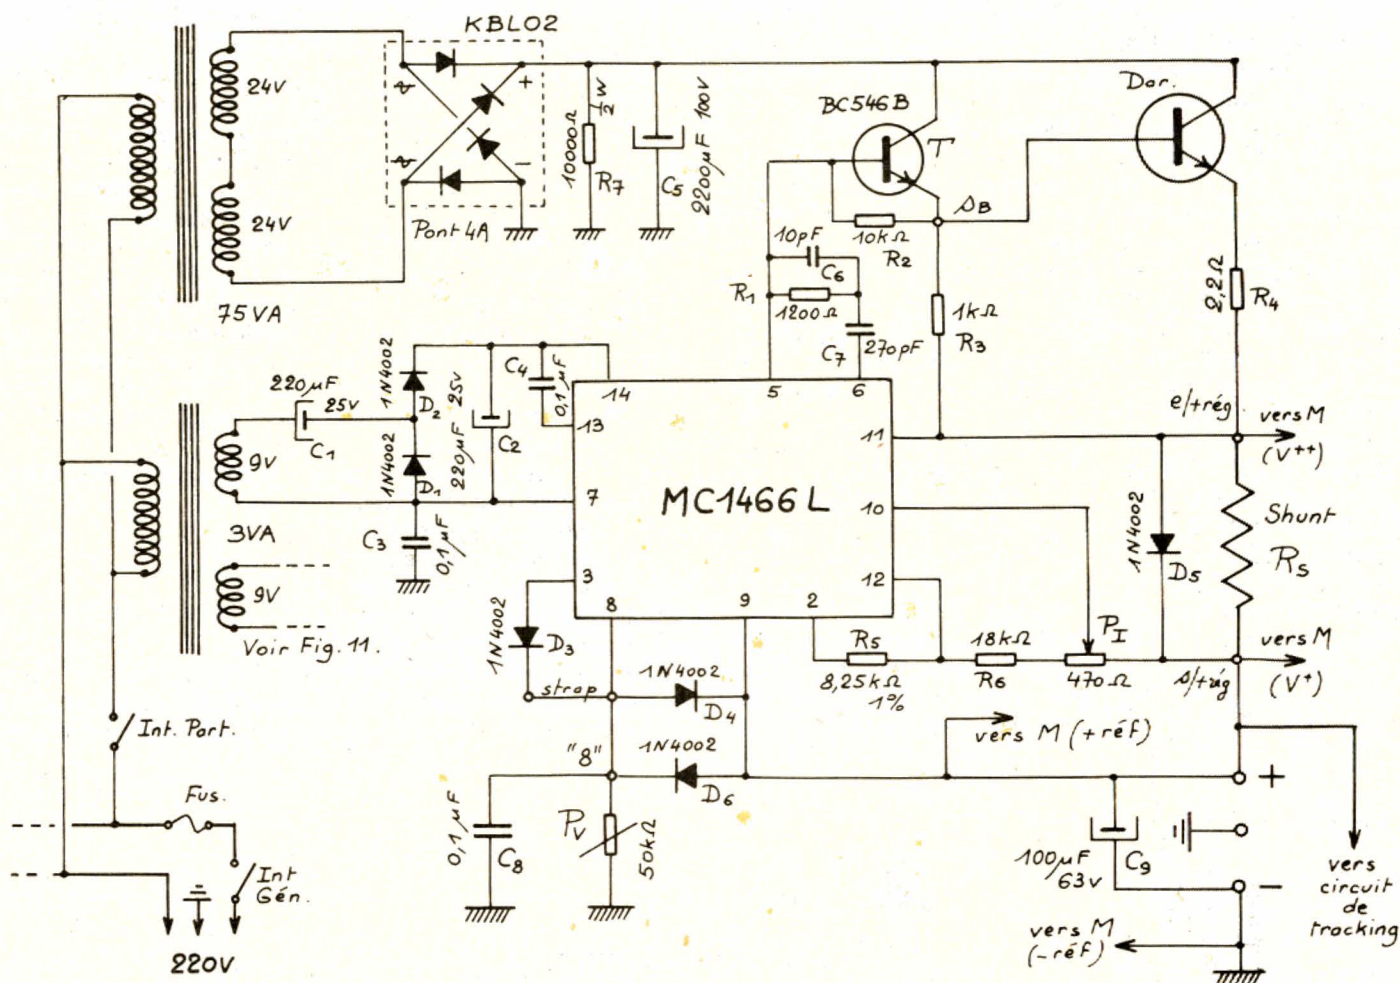 KBL02
24V
24V
75VA
Pont 4A
+
−
10000Ω
1/2 W
R7
C5
2200µF 100V
BC546B
T
Dar.
10kΩ
R2
sB
10pF
C6
R1
1200Ω
C7
270pF
1kΩ
R3
2,2Ω
R4
220µF
25V
C1
1N4002
D2
1N4002
D1
220µF 25V
C2
C4
0,1µF
9V
3VA
C3
0,1µF
9V
Voir Fig. 11.
14
13
7
3
8
9
2
5
6
11
10
12
MC1466L
e/+rég
vers M
(V++)
1N4002
D5
Shunt
Rs
vers M
(V+)
s/+rég
1N4002
D3
strap
1N4002
D4
R5
8,25kΩ
1%
18kΩ
R6
PI
470Ω
vers M (+réf)
"8"
1N4002
D6
0,1µF
C8
Pv
50kΩ
100µF
63V
C9
+
−
vers
circuit
de
tracking
vers M
(−réf)
Int. Part.
Fus.
Int
Gén.
220V